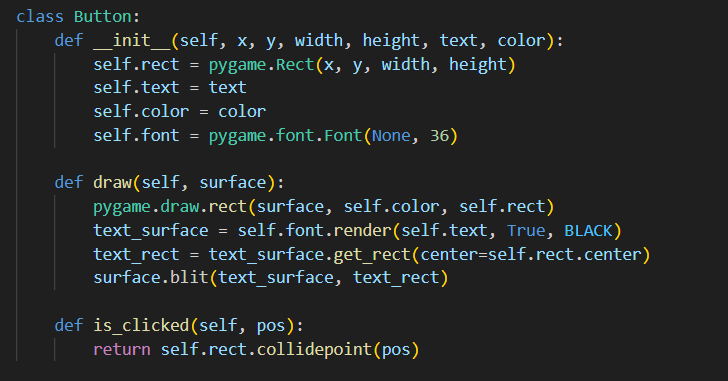 class Button:
    def __init__(self, x, y, width, height, text, color):
        self.rect = pygame.Rect(x, y, width, height)
        self.text = text
        self.color = color
        self.font = pygame.font.Font(None, 36)

    def draw(self, surface):
        pygame.draw.rect(surface, self.color, self.rect)
        text_surface = self.font.render(self.text, True, BLACK)
        text_rect = text_surface.get_rect(center=self.rect.center)
        surface.blit(text_surface, text_rect)

    def is_clicked(self, pos):
        return self.rect.collidepoint(pos)